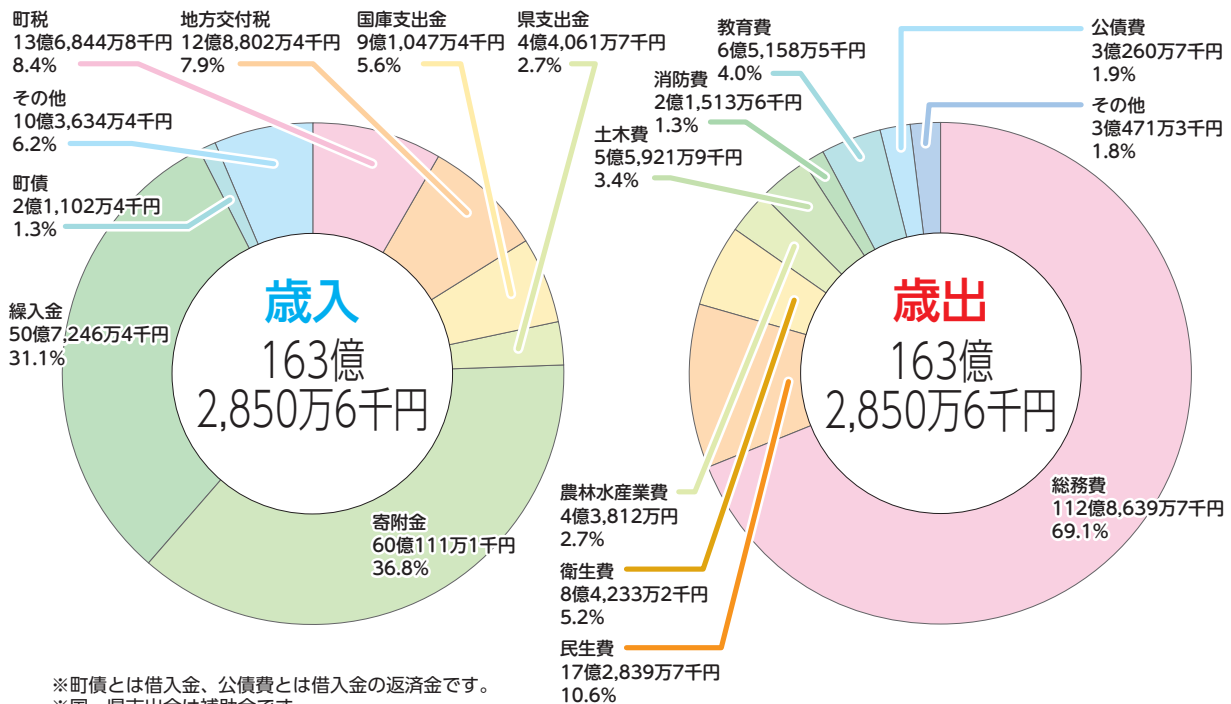 町税
13億6,844万8千円
8.4%
地方交付税
12億8,802万4千円
7.9%
国庫支出金
9億1,047万4千円
5.6%
県支出金
4億4,061万7千円
2.7%
その他
10億3,634万4千円
6.2%
町債
2億1,102万4千円
1.3%
繰入金
50億7,246万4千円
31.1%
寄附金
60億111万1千円
36.8%
歳入
163億
2,850万6千円
教育費
6億5,158万5千円
4.0%
消防費
2億1,513万6千円
1.3%
土木費
5億5,921万9千円
3.4%
公債費
3億260万7千円
1.9%
その他
3億471万3千円
1.8%
歳出
163億
2,850万6千円
総務費
112億8,639万7千円
69.1%
農林水産業費
4億3,812万円
2.7%
衛生費
8億4,233万2千円
5.2%
民生費
17億2,839万7千円
10.6%
※町債とは借入金、公債費とは借入金の返済金です。
※国、県支出金は補助金です